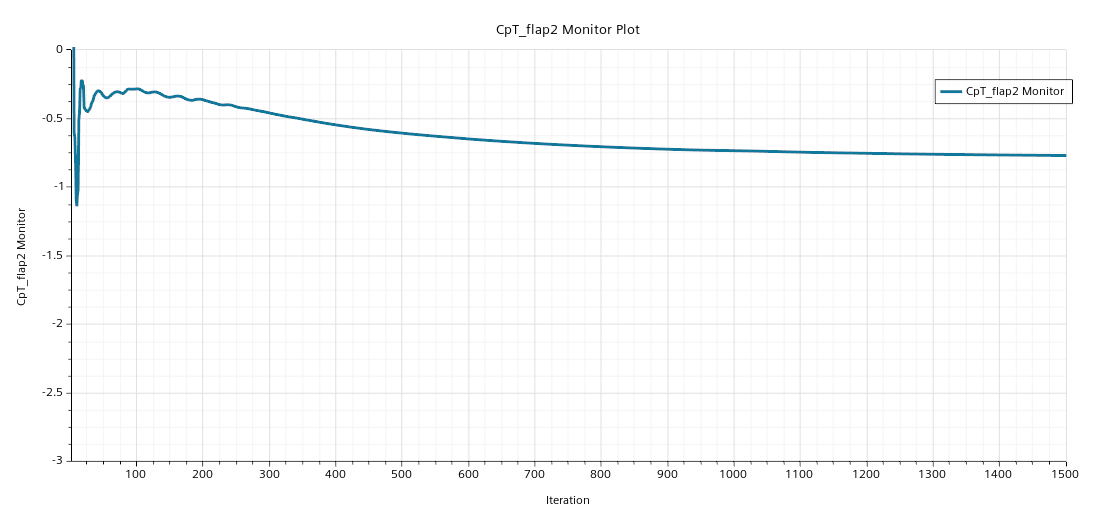 CpT_flap2 Monitor Plot
CpT_flap2 Monitor
0
-0.5
-1
-1.5
-2
-2.5
-3
CpT_flap2 Monitor
100 200 300 400 500 600 700 800 900 1000 1100 1200 1300 1400 1500
Iteration